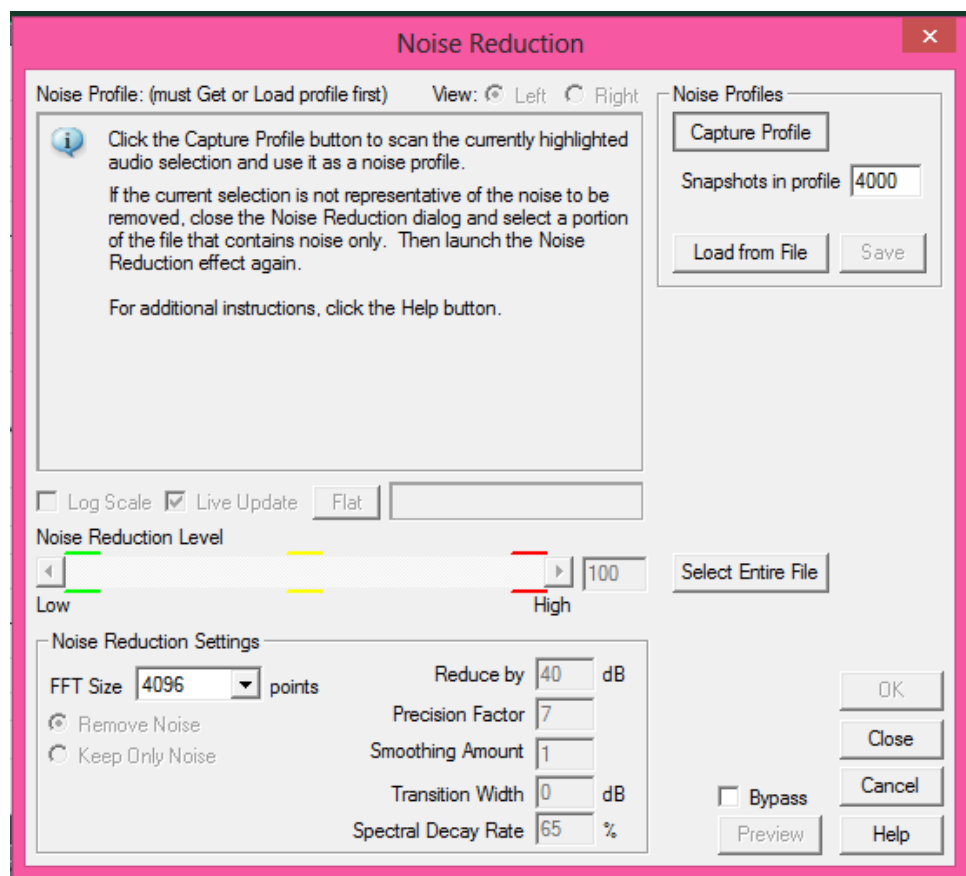 Noise Reduction
Noise Profile: (must Get or Load profile first) View: Left Right
Click the Capture Profile button to scan the currently highlighted
audio selection and use it as a noise profile.
If the current selection is not representative of the noise to be
removed, close the Noise Reduction dialog and select a portion
of the file that contains noise only. Then launch the Noise
Reduction effect again.
For additional instructions, click the Help button.
Noise Profiles
Capture Profile
Snapshots in profile 4000
Load from File Save
Log Scale Live Update Flat
Noise Reduction Level
100 Select Entire File
Low High
Noise Reduction Settings
FFT Size 4096 points
Remove Noise
Keep Only Noise
Reduce by 40 dB
Precision Factor 7
Smoothing Amount 1
Transition Width 0 dB
Spectral Decay Rate 65 %
OK
Close
Cancel
Bypass
Preview Help